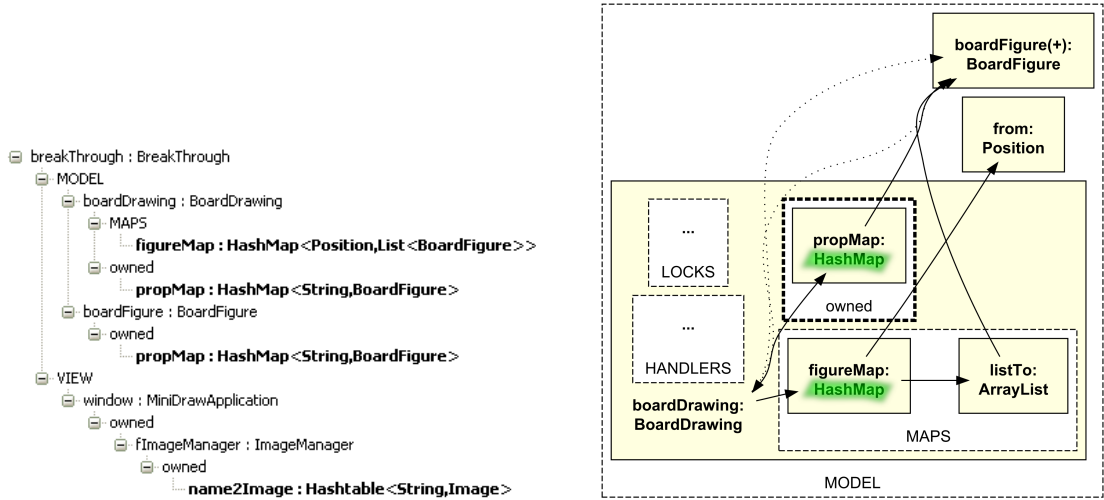 breakThrough : BreakThrough
MODEL
boardDrawing : BoardDrawing
MAPS
figureMap : HashMap<Position,List<BoardFigure>>
owned
propMap : HashMap<String,BoardFigure>
boardFigure : BoardFigure
owned
propMap : HashMap<String,BoardFigure>
VIEW
window : MiniDrawApplication
owned
fImageManager : ImageManager
owned
name2Image : Hashtable<String,Image>
boardFigure(+):
BoardFigure
from:
Position
...
LOCKS
propMap:
HashMap
owned
...
HANDLERS
boardDrawing:
BoardDrawing
figureMap:
HashMap
listTo:
ArrayList
MAPS
MODEL